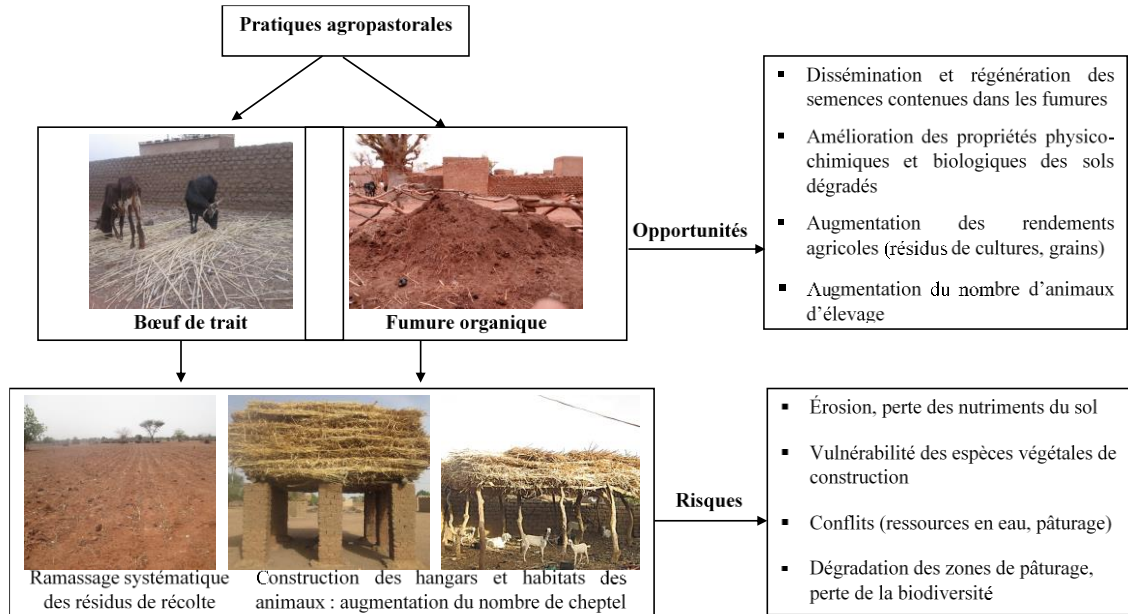 Pratiques agropastorales
Bœuf de trait
Fumure organique
Opportunités
▪ Dissémination et régénération des
semences contenues dans les fumures
▪ Amélioration des propriétés physico-
chimiques et biologiques des sols
dégradés
▪ Augmentation des rendements
agricoles (résidus de cultures, grains)
▪ Augmentation du nombre d’animaux
d’élevage
Ramassage systématique
des résidus de récolte
Construction des hangars et habitats des
animaux : augmentation du nombre de cheptel
Risques
▪ Érosion, perte des nutriments du sol
▪ Vulnérabilité des espèces végétales de
construction
▪ Conflits (ressources en eau, pâturage)
▪ Dégradation des zones de pâturage,
perte de la biodiversité